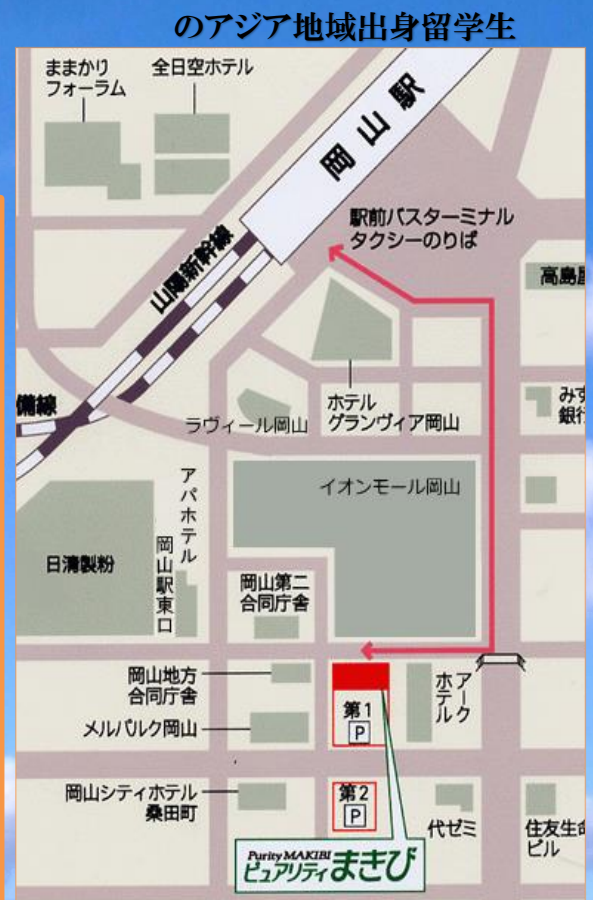 のアジア地域出身留学生
ままかり
フォーラム
全日空ホテル
岡山駅
駅前バスターミナル
タクシーのりば
山陽新幹線
高島屋
備線
ホテル
グランヴィア岡山
みず
銀行
ラヴィール岡山
イオンモール岡山
アパホテル
岡山駅東口
日清製粉
岡山第二
合同庁舎
岡山地方
合同庁舎
アーク
ホテル
第1
P
メルパルク岡山
岡山シティホテル
桑田町
第2
P
代ゼミ
住友生命
ビル
Purity MAKIBI
ピュアリティまきび